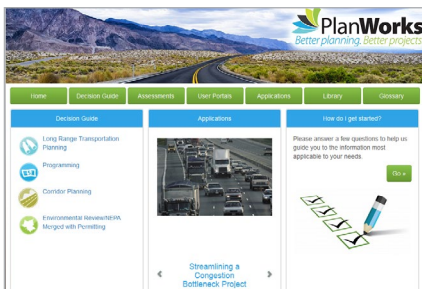 PlanWorks
Better planning. Better projects
Home
Decision Guide
Assessments
User Portals
Applications
Library
Glossary
Decision Guide
Long Range Transportation
Planning
Programming
Corridor Planning
Environmental Review/NEPA
Merged with Permitting
Applications
Streamlining a
Congestion
Bottleneck Project
How do I get started?
Please answer a few questions to help us
guide you to the information most
applicable to your needs.
Go »